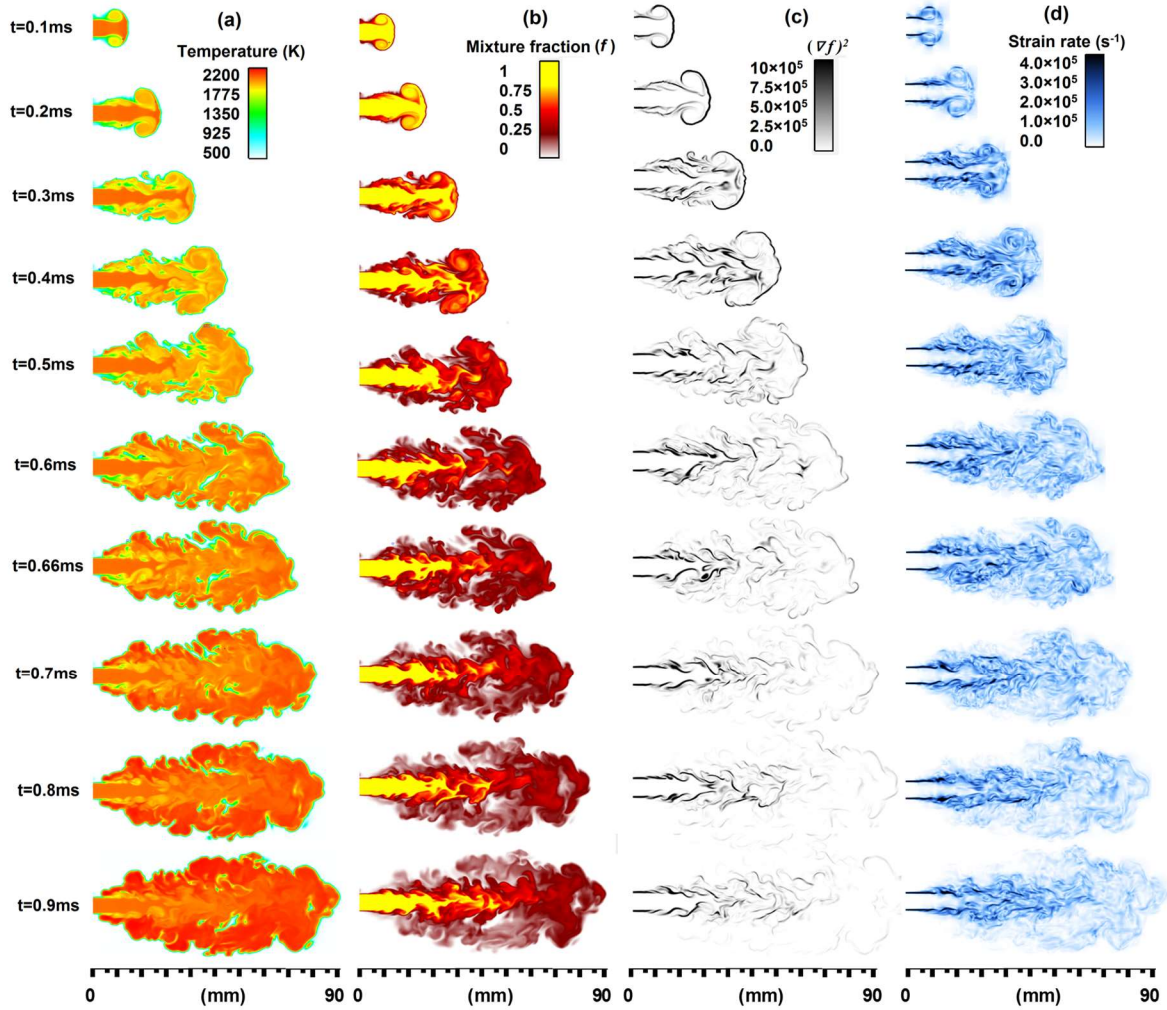 (a)
Temperature (K)
2200
1775
1350
925
500
(b)
Mixture fraction (f)
1
0.75
0.5
0.25
0
(c)
(∇f)²
10×10⁵
7.5×10⁵
5.0×10⁵
2.5×10⁵
0.0
(d)
Strain rate (s⁻¹)
4.0×10⁵
3.0×10⁵
2.0×10⁵
1.0×10⁵
0.0
t=0.1ms
t=0.2ms
t=0.3ms
t=0.4ms
t=0.5ms
t=0.6ms
t=0.66ms
t=0.7ms
t=0.8ms
t=0.9ms
0 (mm) 90
0 (mm) 90
0 (mm) 90
0 (mm) 90